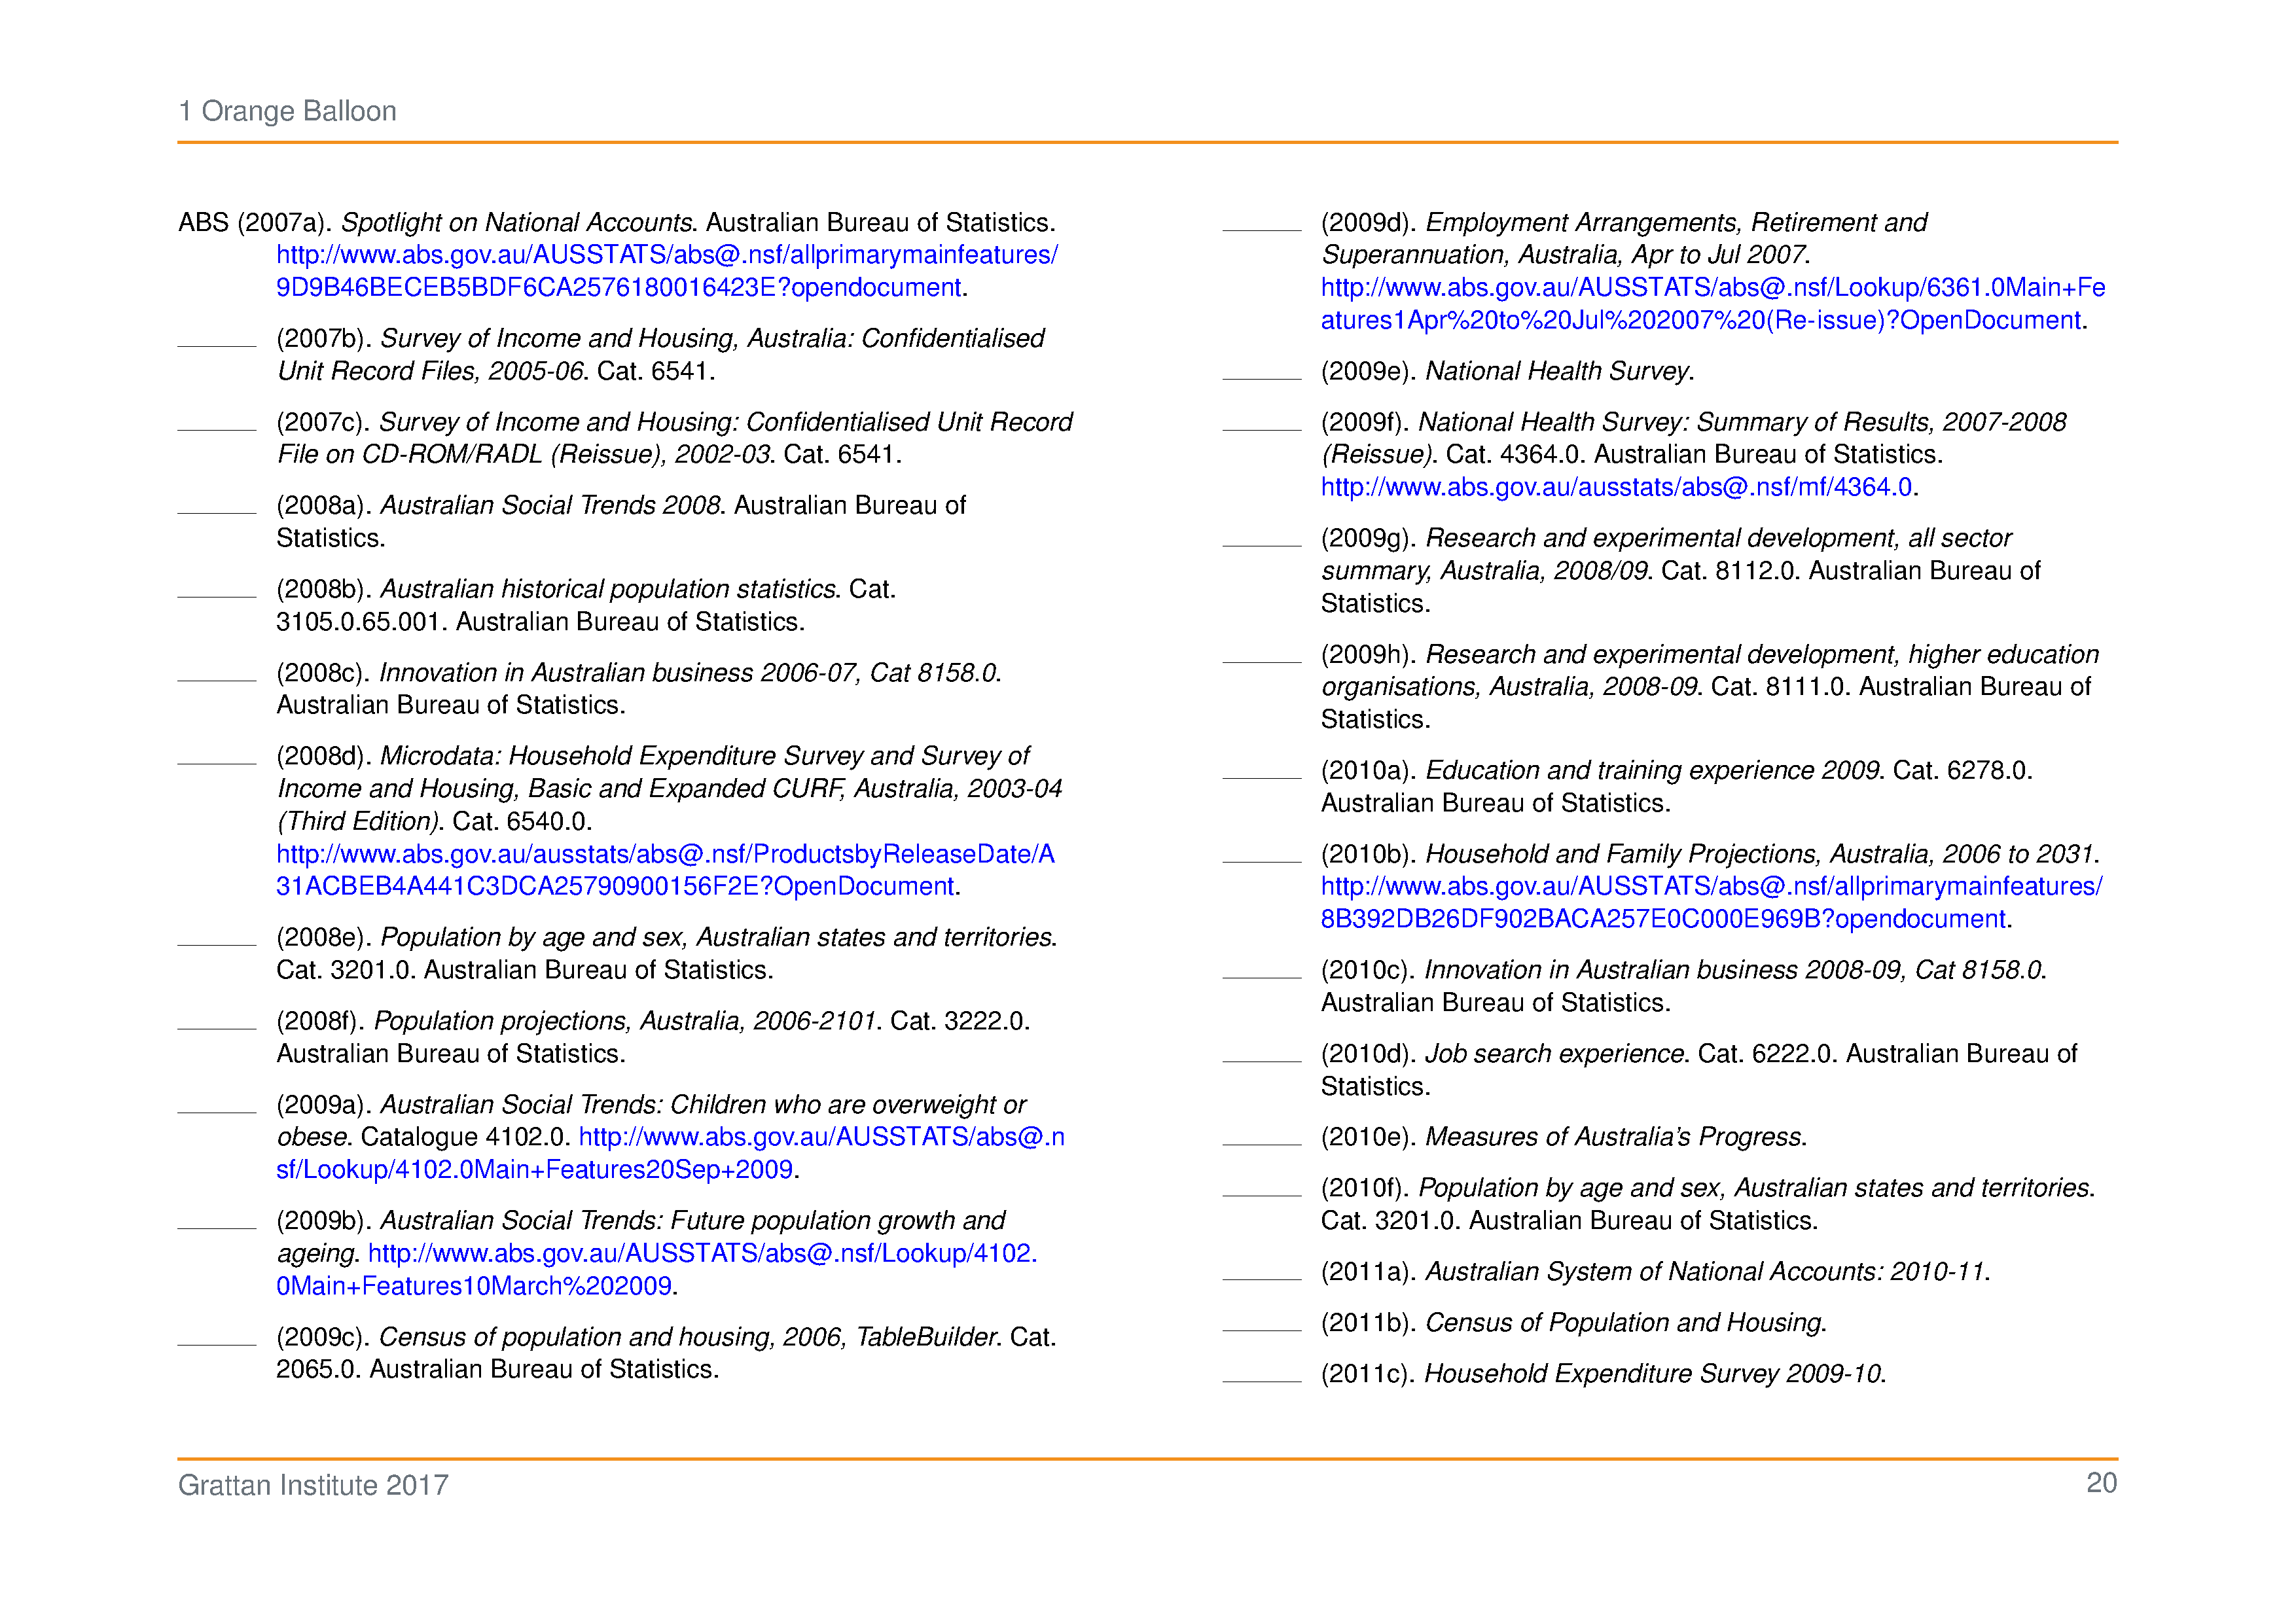 1 Orange Balloon
ABS (2007a). Spotlight on National Accounts. Australian Bureau of Statistics.
http://www.abs.gov.au/AUSSTATS/abs@.nsf/allprimarymainfeatures/
9D9B46BECEB5BDF6CA2576180016423E?opendocument.
(2007b). Survey of Income and Housing, Australia: Confidentialised
Unit Record Files, 2005-06. Cat. 6541.
(2007c). Survey of Income and Housing: Confidentialised Unit Record
File on CD-ROM/RADL (Reissue), 2002-03. Cat. 6541.
(2008a). Australian Social Trends 2008. Australian Bureau of
Statistics.
(2008b). Australian historical population statistics. Cat.
3105.0.65.001. Australian Bureau of Statistics.
(2008c). Innovation in Australian business 2006-07, Cat 8158.0.
Australian Bureau of Statistics.
(2008d). Microdata: Household Expenditure Survey and Survey of
Income and Housing, Basic and Expanded CURF, Australia, 2003-04
(Third Edition). Cat. 6540.0.
http://www.abs.gov.au/ausstats/abs@.nsf/ProductsbyReleaseDate/A
31ACBEB4A441C3DCA25790900156F2E?OpenDocument.
(2008e). Population by age and sex, Australian states and territories.
Cat. 3201.0. Australian Bureau of Statistics.
(2008f). Population projections, Australia, 2006-2101. Cat. 3222.0.
Australian Bureau of Statistics.
(2009a). Australian Social Trends: Children who are overweight or
obese. Catalogue 4102.0. http://www.abs.gov.au/AUSSTATS/abs@.n
sf/Lookup/4102.0Main+Features20Sep+2009.
(2009b). Australian Social Trends: Future population growth and
ageing. http://www.abs.gov.au/AUSSTATS/abs@.nsf/Lookup/4102.
0Main+Features10March%202009.
(2009c). Census of population and housing, 2006, TableBuilder. Cat.
2065.0. Australian Bureau of Statistics.
(2009d). Employment Arrangements, Retirement and
Superannuation, Australia, Apr to Jul 2007.
http://www.abs.gov.au/AUSSTATS/abs@.nsf/Lookup/6361.0Main+Fe
atures1Apr%20to%20Jul%202007%20(Re-issue)?OpenDocument.
(2009e). National Health Survey.
(2009f). National Health Survey: Summary of Results, 2007-2008
(Reissue). Cat. 4364.0. Australian Bureau of Statistics.
http://www.abs.gov.au/ausstats/abs@.nsf/mf/4364.0.
(2009g). Research and experimental development, all sector
summary, Australia, 2008/09. Cat. 8112.0. Australian Bureau of
Statistics.
(2009h). Research and experimental development, higher education
organisations, Australia, 2008-09. Cat. 8111.0. Australian Bureau of
Statistics.
(2010a). Education and training experience 2009. Cat. 6278.0.
Australian Bureau of Statistics.
(2010b). Household and Family Projections, Australia, 2006 to 2031.
http://www.abs.gov.au/AUSSTATS/abs@.nsf/allprimarymainfeatures/
8B392DB26DF902BACA257E0C000E969B?opendocument.
(2010c). Innovation in Australian business 2008-09, Cat 8158.0.
Australian Bureau of Statistics.
(2010d). Job search experience. Cat. 6222.0. Australian Bureau of
Statistics.
(2010e). Measures of Australia's Progress.
(2010f). Population by age and sex, Australian states and territories.
Cat. 3201.0. Australian Bureau of Statistics.
(2011a). Australian System of National Accounts: 2010-11.
(2011b). Census of Population and Housing.
(2011c). Household Expenditure Survey 2009-10.
Grattan Institute 2017
20